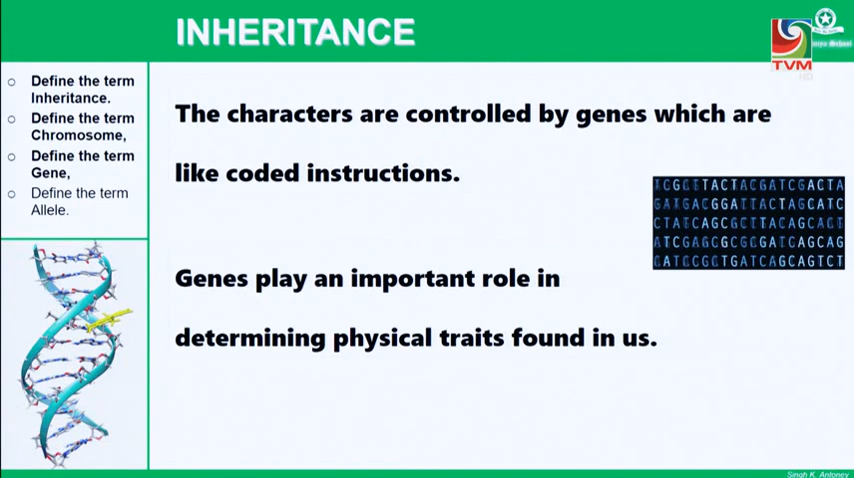 INHERITANCE
TVM
HD
Define the term
Inheritance.
Define the term
Chromosome,
Define the term
Gene,
Define the term
Allele.
The characters are controlled by genes which are
like coded instructions.
Genes play an important role in
determining physical traits found in us.
Singh K. Antoney